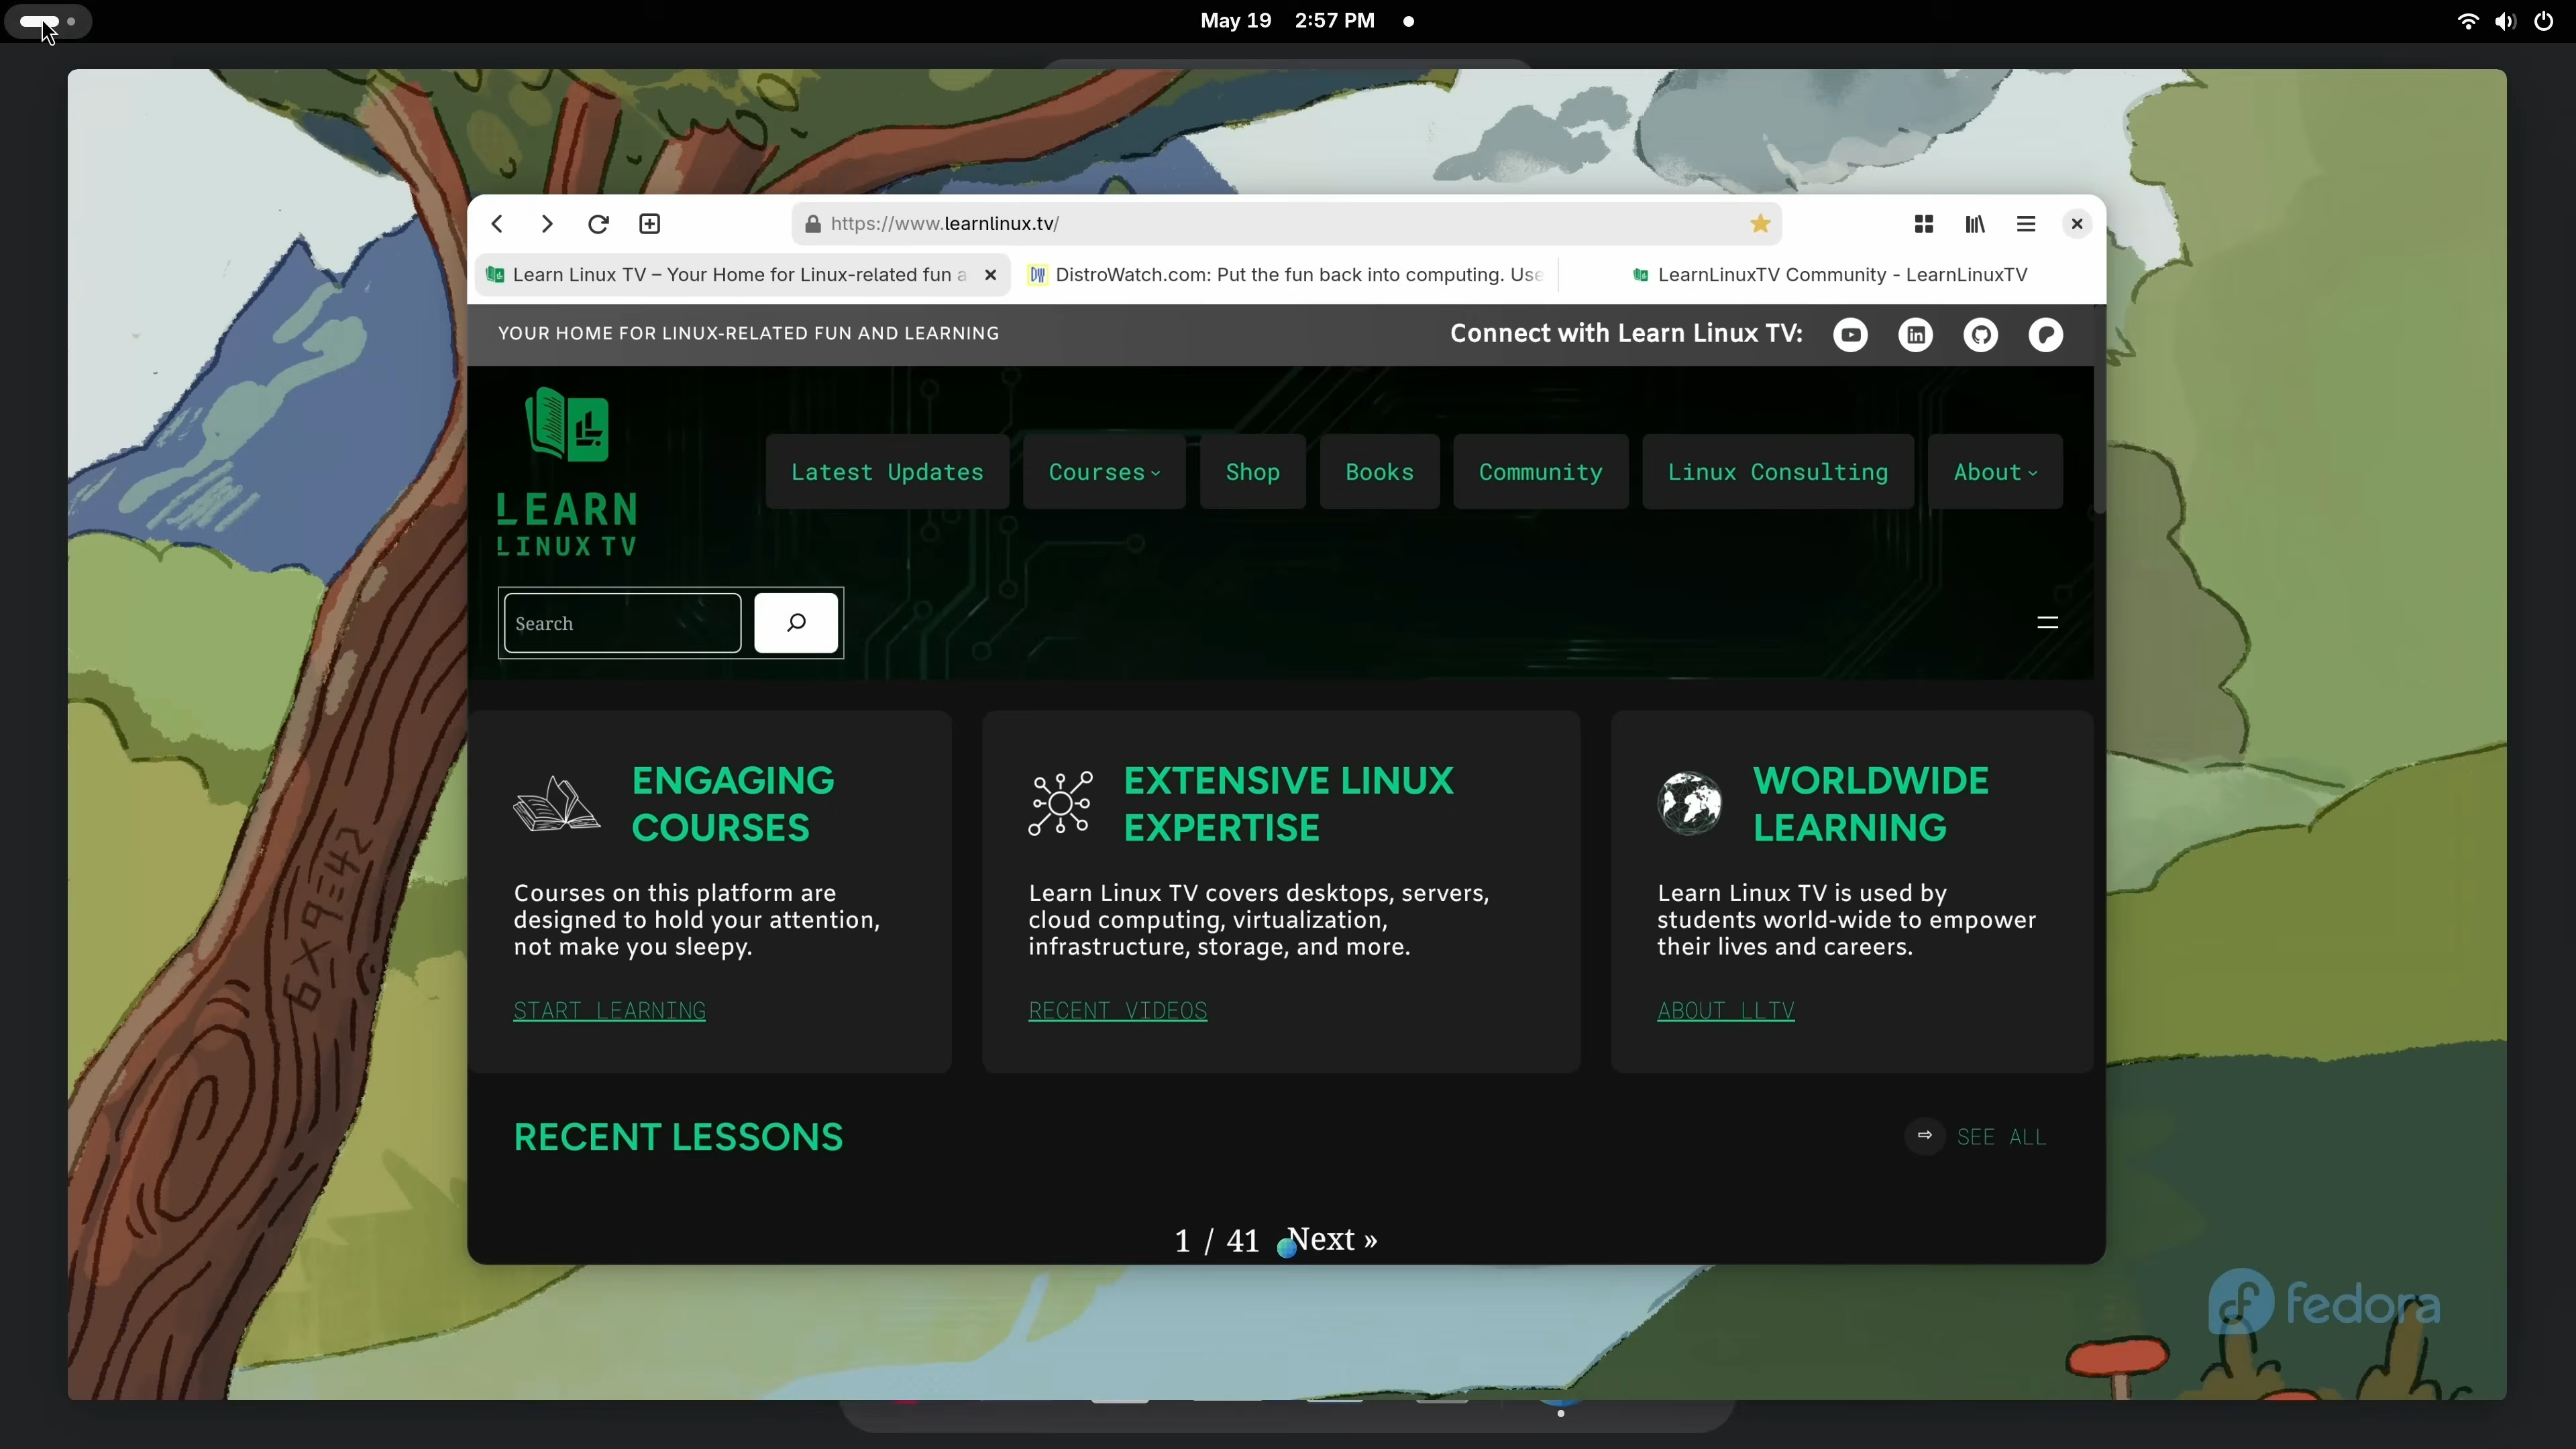 May 19 2:57 PM
https://www.learnlinux.tv/
Learn Linux TV – Your Home for Linux-related fun a
DistroWatch.com: Put the fun back into computing. Use
LearnLinuxTV Community - LearnLinuxTV
YOUR HOME FOR LINUX-RELATED FUN AND LEARNING
Connect with Learn Linux TV:
LEARN
LINUX TV
Latest Updates
Courses
Shop
Books
Community
Linux Consulting
About
Search
ENGAGING
COURSES
Courses on this platform are
designed to hold your attention,
not make you sleepy.
START LEARNING
EXTENSIVE LINUX
EXPERTISE
Learn Linux TV covers desktops, servers,
cloud computing, virtualization,
infrastructure, storage, and more.
RECENT VIDEOS
WORLDWIDE
LEARNING
Learn Linux TV is used by
students world-wide to empower
their lives and careers.
ABOUT LLTV
RECENT LESSONS
⇨ SEE ALL
1 / 41 Next »
6×9=42
fedora